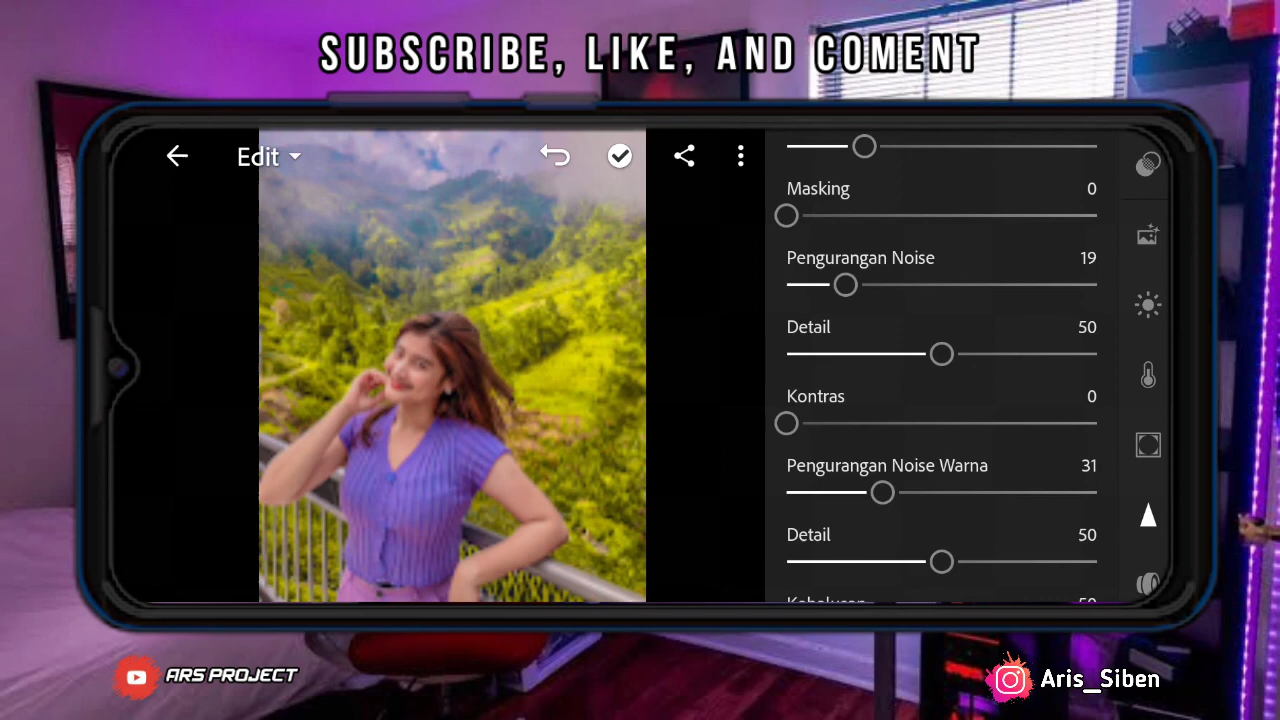 SUBSCRIBE, LIKE, AND COMENT
Edit
Masking 0
Pengurangan Noise 19
Detail 50
Kontras 0
Pengurangan Noise Warna 31
Detail 50
ARS PROJECT
Aris_Siben